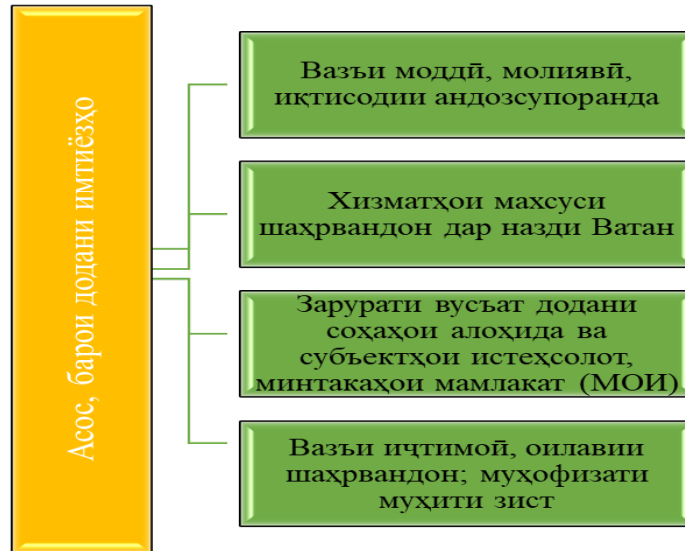 Асос, барои додани имтиёзҳо
Вазъи моддӣ, молиявӣ,
иқтисодии андозсупоранда
Хизматҳои махсуси
шаҳрвандон дар назди Ватан
Зарурати вусъат додани
соҳаҳои алоҳида ва
субъектҳои истеҳсолот,
минтақаҳои мамлакат (МОИ)
Вазъи иҷтимоӣ, оилавии
шаҳрвандон; муҳофизати
муҳити зист